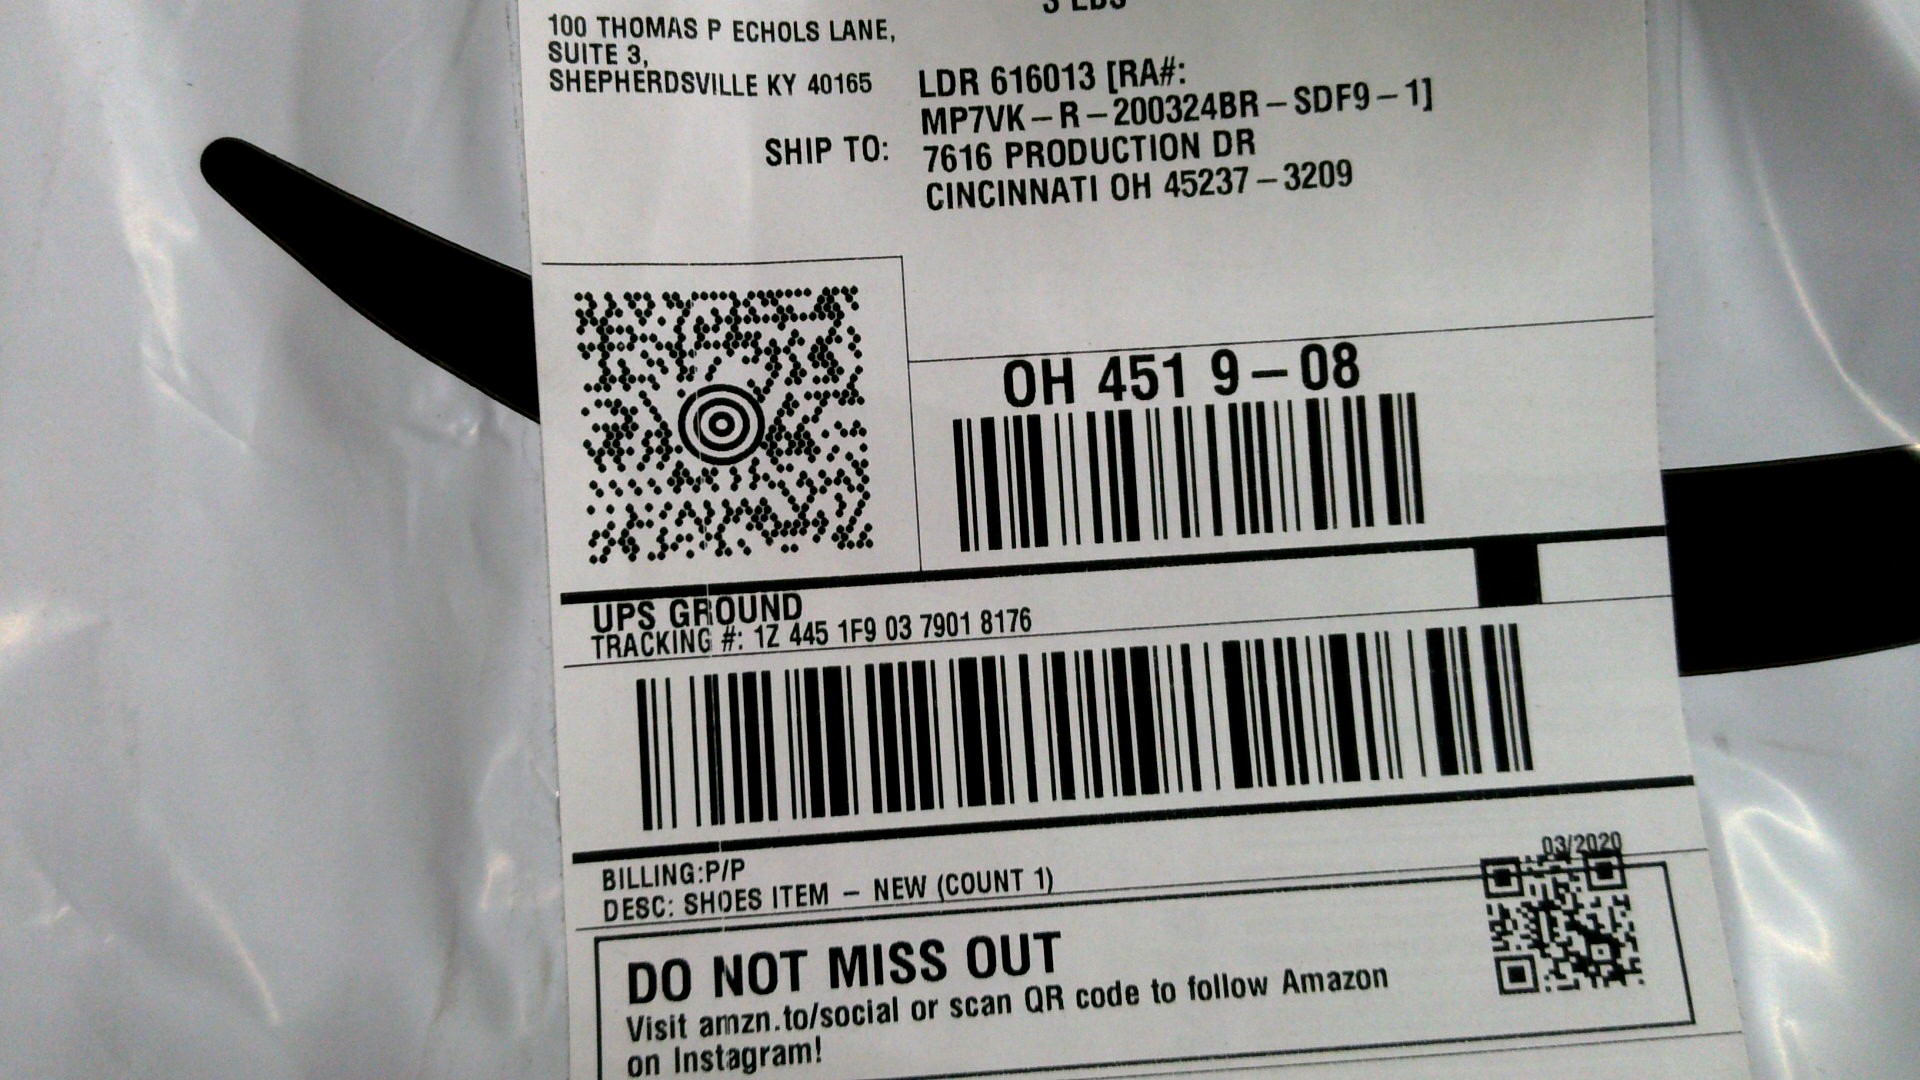 3 LBS
100 THOMAS P ECHOLS LANE,
SUITE 3,
SHEPHERDSVILLE KY 40165
LDR 616013 [RA#:
MP7VK-R-200324BR-SDF9-1]
SHIP TO: 7616 PRODUCTION DR
CINCINNATI OH 45237-3209
OH 451 9-08
UPS GROUND
TRACKING #: 1Z 445 1F9 03 7901 8176
03/2020
BILLING:P/P
DESC: SHOES ITEM - NEW (COUNT 1)
DO NOT MISS OUT
Visit amzn.to/social or scan QR code to follow Amazon
on Instagram!